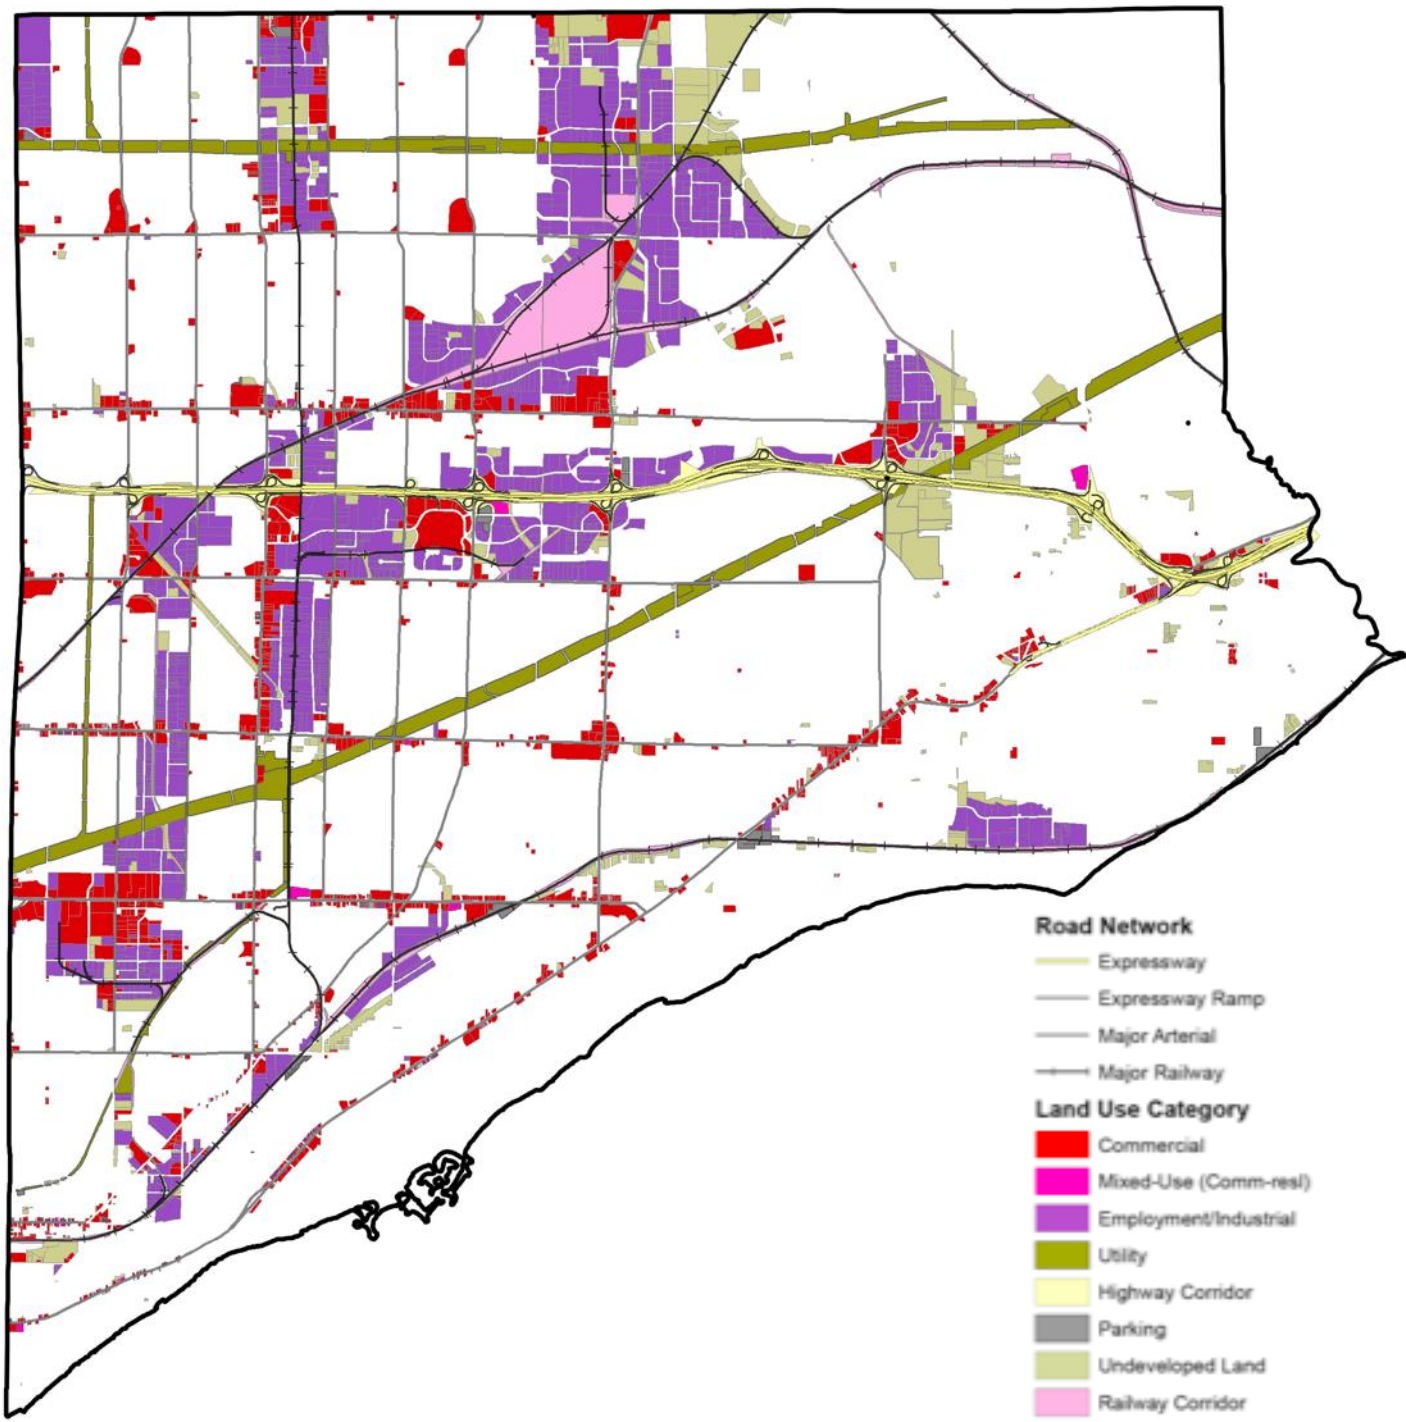 Road Network
Expressway
Expressway Ramp
Major Arterial
Major Railway
Land Use Category
Commercial
Mixed-Use (Comm-resl)
Employment/Industrial
Utility
Highway Corridor
Parking
Undeveloped Land
Railway Corridor